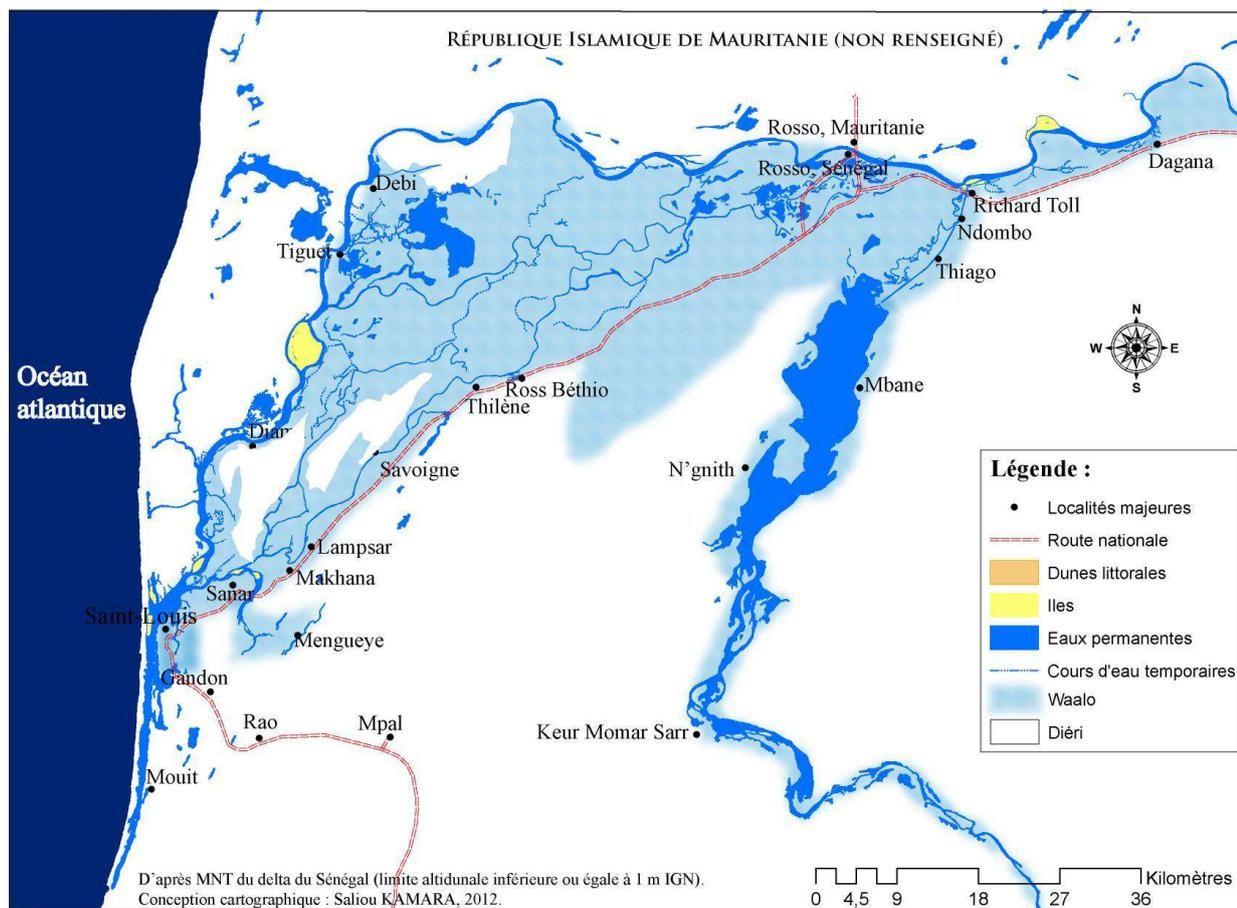 RÉPUBLIQUE ISLAMIQUE DE MAURITANIE (NON RENSEIGNÉ)
Rosso, Mauritanie
Rosso, Sénégal
Dagana
Debi
Richard Toll
Ndombo
Tiguet
Thiago
N
W
E
S
Océan
atlantique
Ross Béthio
Mbane
Thilène
Diar
Savoigne
N'gnith
Lampsar
Makhana
Sanar
Saint-Louis
Mengueye
Gandon
Rao
Mpal
Keur Momar Sarr
Mouit
Légende :
Localités majeures
Route nationale
Dunes littorales
Iles
Eaux permanentes
Cours d'eau temporaires
Waalo
Diéri
D'après MNT du delta du Sénégal (limite altidunale inférieure ou égale à 1 m IGN).
Conception cartographique : Saliou KAMARA, 2012.
Kilomètres
0 4,5 9 18 27 36